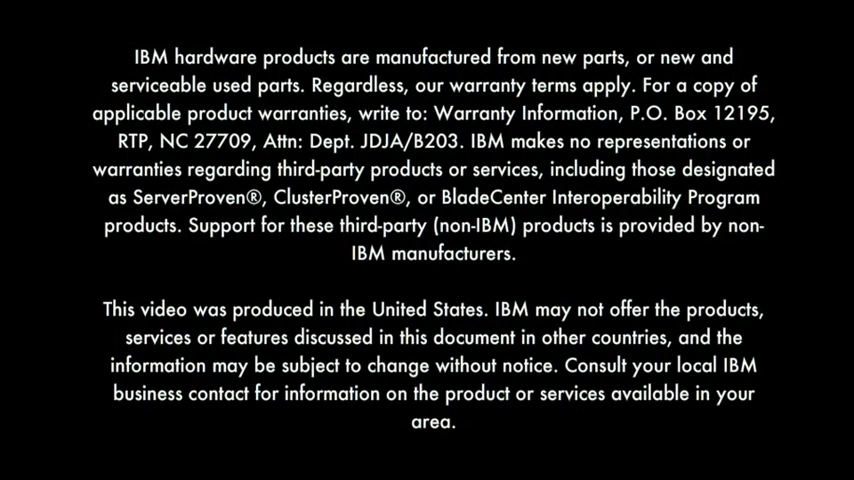 IBM hardware products are manufactured from new parts, or new and
serviceable used parts. Regardless, our warranty terms apply. For a copy of
applicable product warranties, write to: Warranty Information, P.O. Box 12195,
RTP, NC 27709, Attn: Dept. JDJA/B203. IBM makes no representations or
warranties regarding third-party products or services, including those designated
as ServerProven®, ClusterProven®, or BladeCenter Interoperability Program
products. Support for these third-party (non-IBM) products is provided by non-
IBM manufacturers.
This video was produced in the United States. IBM may not offer the products,
services or features discussed in this document in other countries, and the
information may be subject to change without notice. Consult your local IBM
business contact for information on the product or services available in your
area.